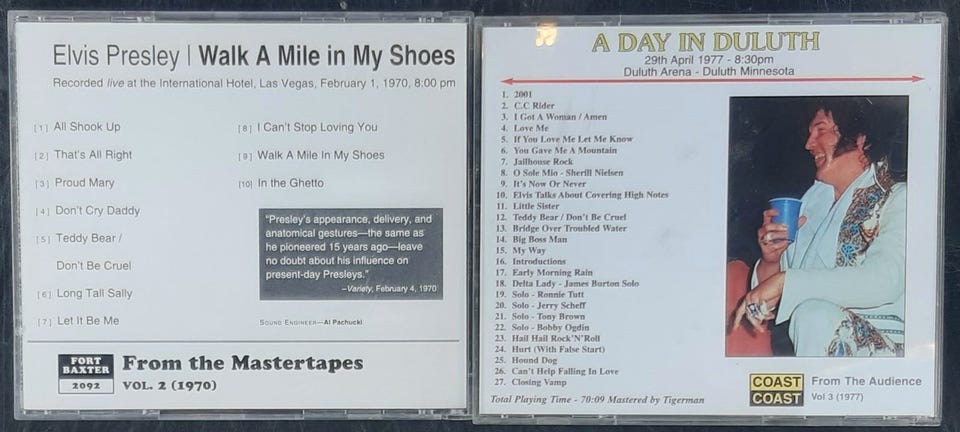 Elvis Presley | Walk A Mile in My Shoes
Recorded live at the International Hotel, Las Vegas, February 1, 1970, 8:00 pm
[1] All Shook Up
[2] That's All Right
[3] Proud Mary
[4] Don't Cry Daddy
[5] Teddy Bear /
Don't Be Cruel
[6] Long Tall Sally
[7] Let It Be Me
[8] I Can't Stop Loving You
[9] Walk A Mile In My Shoes
[10] In the Ghetto
"Presley's appearance, delivery, and
anatomical gestures—the same as
he pioneered 15 years ago—leave
no doubt about his influence on
present-day Presleys."
–Variety, February 4, 1970
Sound Engineer—Al Pachucki
FORT
BAXTER
2092
From the Mastertapes
VOL. 2 (1970)
A DAY IN DULUTH
29th April 1977 - 8:30pm
Duluth Arena - Duluth Minnesota
1. 2001
2. C.C Rider
3. I Got A Woman / Amen
4. Love Me
5. If You Love Me Let Me Know
6. You Gave Me A Mountain
7. Jailhouse Rock
8. O Sole Mio - Sherill Nielsen
9. It's Now Or Never
10. Elvis Talks About Covering High Notes
11. Little Sister
12. Teddy Bear / Don't Be Cruel
13. Bridge Over Troubled Water
14. Big Boss Man
15. My Way
16. Introductions
17. Early Morning Rain
18. Delta Lady - James Burton Solo
19. Solo - Ronnie Tutt
20. Solo - Jerry Scheff
21. Solo - Tony Brown
22. Solo - Bobby Ogdin
23. Hail Hail Rock'N'Roll
24. Hurt (With False Start)
25. Hound Dog
26. Can't Help Falling In Love
27. Closing Vamp
Total Playing Time - 70:09 Mastered by Tigerman
COAST
COAST
From The Audience
Vol 3 (1977)